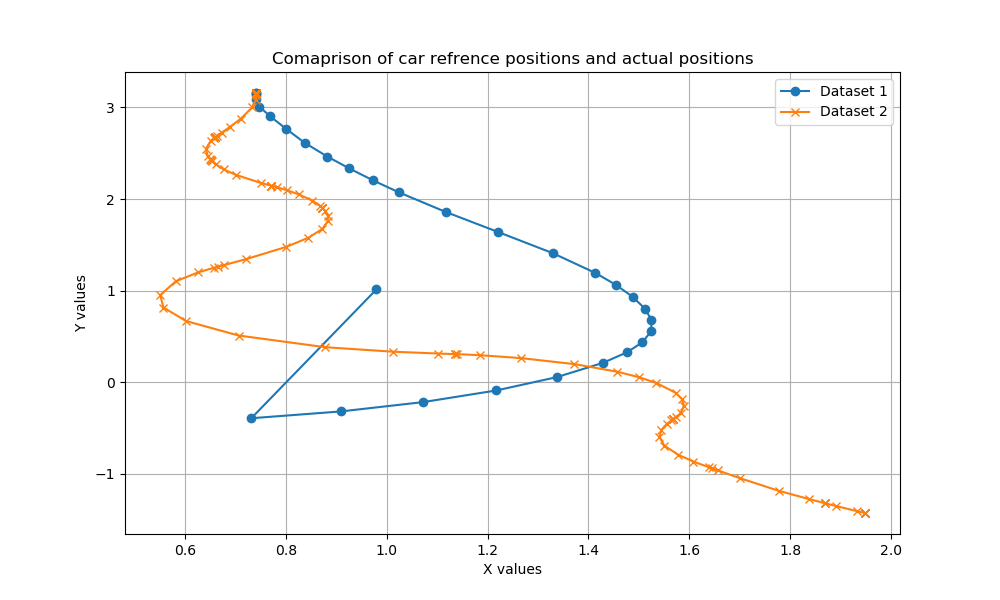 Comaprison of car refrence positions and actual positions
Dataset 1
Dataset 2
Y values
3
2
1
0
−1
0.6 0.8 1.0 1.2 1.4 1.6 1.8 2.0
X values